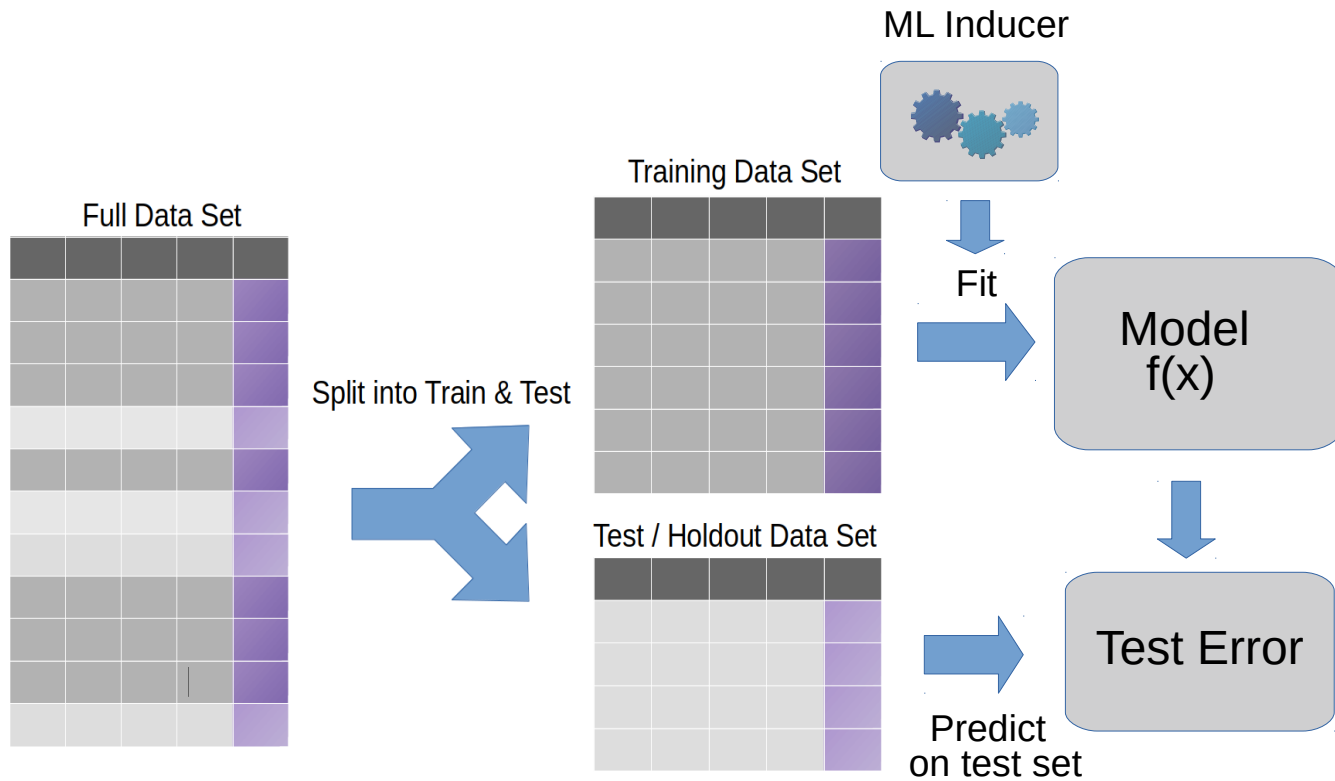 ML Inducer
Training Data Set
Full Data Set
Fit
Model
f(x)
Split into Train & Test
Test / Holdout Data Set
Test Error
Predict
on test set